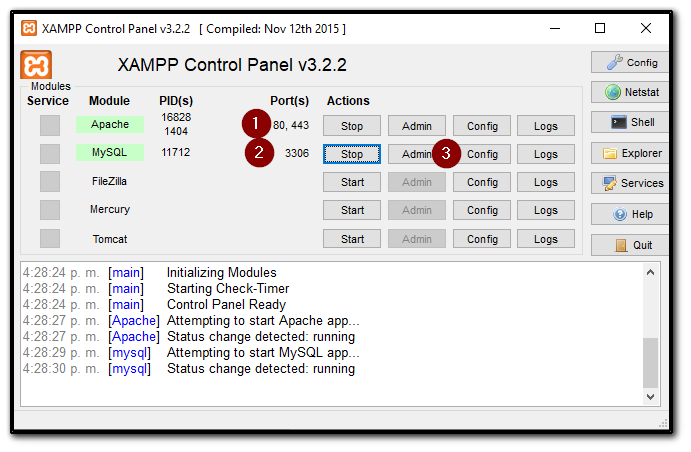 XAMPP Control Panel v3.2.2 [ Compiled: Nov 12th 2015 ]
XAMPP Control Panel v3.2.2
Config
Modules
Service Module PID(s) Port(s) Actions
Netstat
Apache 16828 1404 1 80, 443 Stop Admin Config Logs
Shell
MySQL 11712 2 3306 Stop Admin 3 Config Logs
Explorer
FileZilla Start Admin Config Logs
Services
Mercury Start Admin Config Logs
Help
Tomcat Start Admin Config Logs
Quit
4:28:24 p. m. [main] Initializing Modules
4:28:24 p. m. [main] Starting Check-Timer
4:28:24 p. m. [main] Control Panel Ready
4:28:27 p. m. [Apache] Attempting to start Apache app...
4:28:27 p. m. [Apache] Status change detected: running
4:28:29 p. m. [mysql] Attempting to start MySQL app...
4:28:30 p. m. [mysql] Status change detected: running